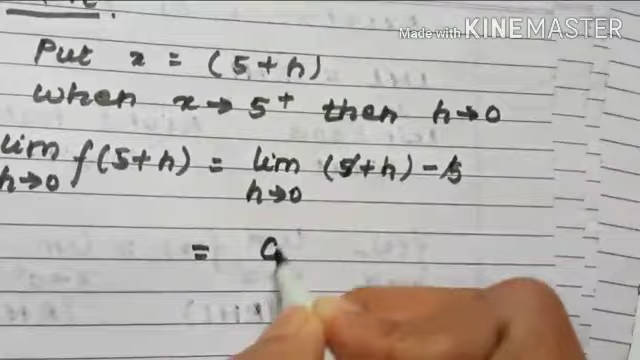 Made with KINEMASTER
Put x = (5+h)
when x→5⁺ then h→0
lim f(5+h) = lim (5+h)-5
h→0 h→0
= 0